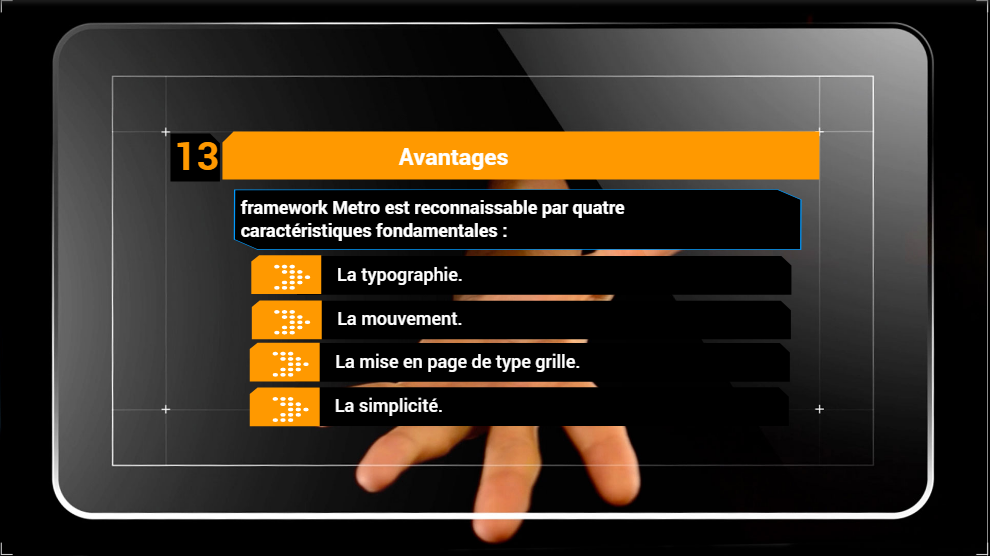 13
Avantages
framework Metro est reconnaissable par quatre
caractéristiques fondamentales :
La typographie.
La mouvement.
La mise en page de type grille.
La simplicité.